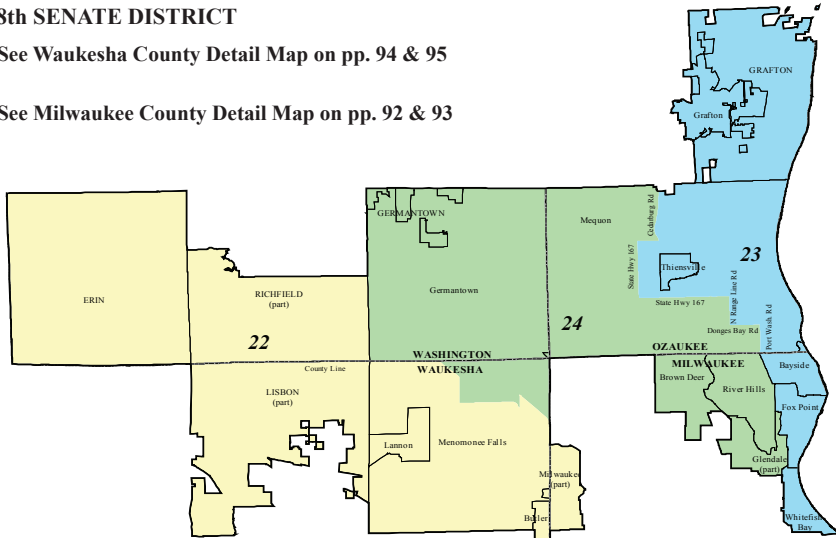 8th SENATE DISTRICT
See Waukesha County Detail Map on pp. 94 & 95
See Milwaukee County Detail Map on pp. 92 & 93
GRAFTON
Grafton
GERMANTOWN
Mequon
Cedarburg Rd
State Hwy 167
Thiensville
23
N Range Line Rd
Port Wash Rd
ERIN
RICHFIELD
(part)
Germantown
State Hwy 167
22
24
Donges Bay Rd
OZAUKEE
WASHINGTON
County Line
WAUKESHA
MILWAUKEE
Bayside
Brown Deer
River Hills
LISBON
(part)
Fox Point
Lannon
Menomonee Falls
Glendale
(part)
Milwaukee
(part)
Butler
Whitefish
Bay